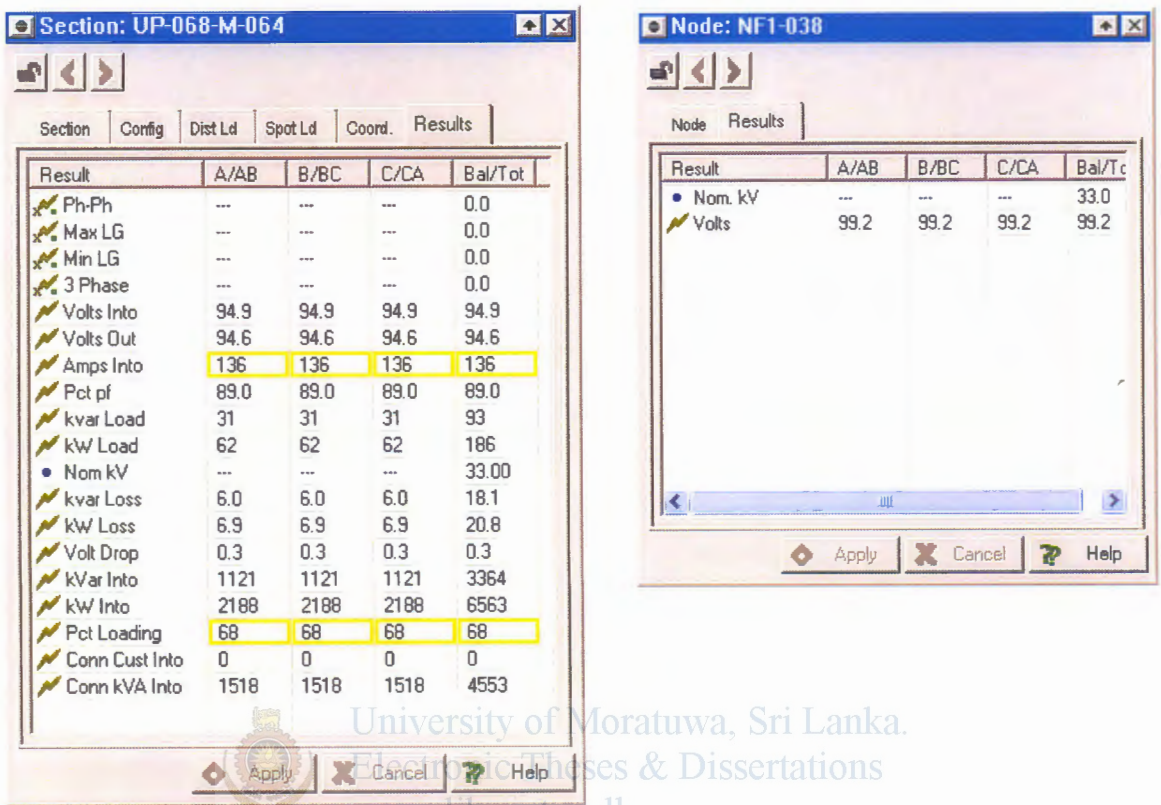 Section: UP-068-M-064
Section Config Dist Ld Spot Ld Coord. Results
Result A/AB B/BC C/CA Bal/Tot
Ph-Ph --- --- --- 0.0
Max LG --- --- --- 0.0
Min LG --- --- --- 0.0
3 Phase --- --- --- 0.0
Volts Into 94.9 94.9 94.9 94.9
Volts Out 94.6 94.6 94.6 94.6
Amps Into 136 136 136 136
Pct pf 89.0 89.0 89.0 89.0
kvar Load 31 31 31 93
kW Load 62 62 62 186
Nom kV --- --- --- 33.00
kvar Loss 6.0 6.0 6.0 18.1
kW Loss 6.9 6.9 6.9 20.8
Volt Drop 0.3 0.3 0.3 0.3
kVar Into 1121 1121 1121 3364
kW Into 2188 2188 2188 6563
Pct Loading 68 68 68 68
Conn Cust Into 0 0 0 0
Conn kVA Into 1518 1518 1518 4553
Apply Cancel Help
Node: NF1-038
Node Results
Result A/AB B/BC C/CA Bal/To
Nom. kV --- --- --- 33.0
Volts 99.2 99.2 99.2 99.2
Apply Cancel Help
University of Moratuwa, Sri Lanka.
Electronic Theses & Dissertations